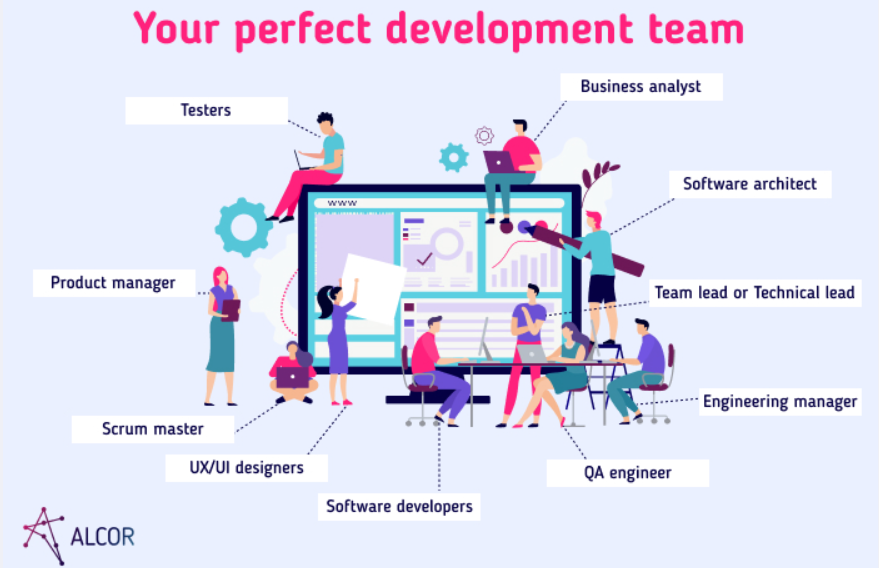 Your perfect development team
Business analyst
Testers
Software architect
www
Product manager
Team lead or Technical lead
Engineering manager
Scrum master
UX/UI designers
QA engineer
Software developers
ALCOR